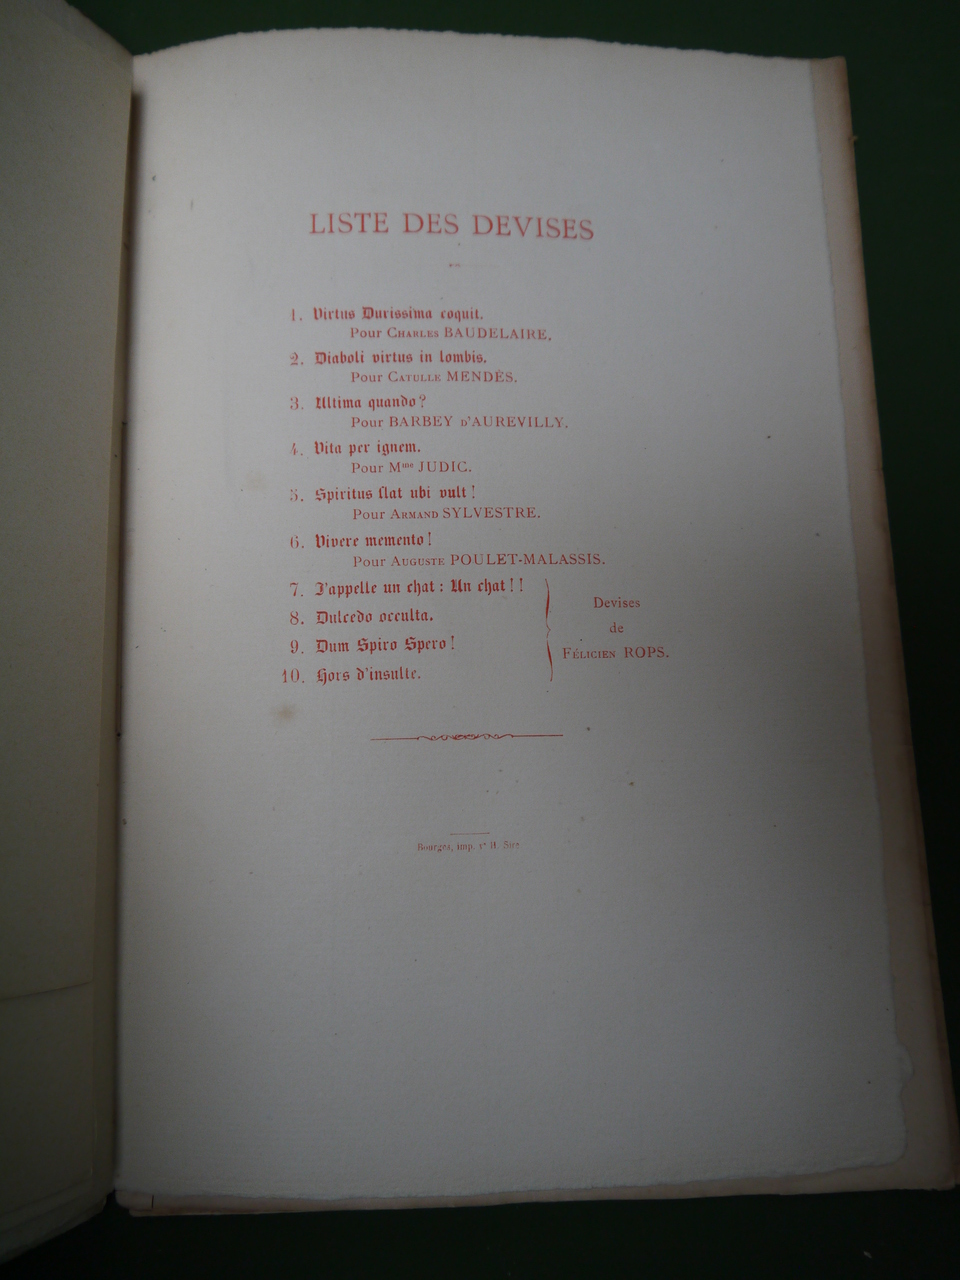 LISTE DES DEVISES
1. Virtus Durissima coquit.
Pour Charles BAUDELAIRE.
2. Diaboli virtus in lombis.
Pour Catulle MENDÈS.
3. Ultima quando?
Pour BARBEY d'AUREVILLY.
4. Vita per ignem.
Pour Mme JUDIC.
5. Spiritus flat ubi vult!
Pour Armand SYLVESTRE.
6. Vivere memento!
Pour Auguste POULET-MALASSIS.
7. J'appelle un chat: Un chat!!
8. Dulcedo occulta.
9. Dum Spiro Spero!
10. Hors d'insulte.
Devises
de
Félicien ROPS.
Bourges, imp. H. Sire